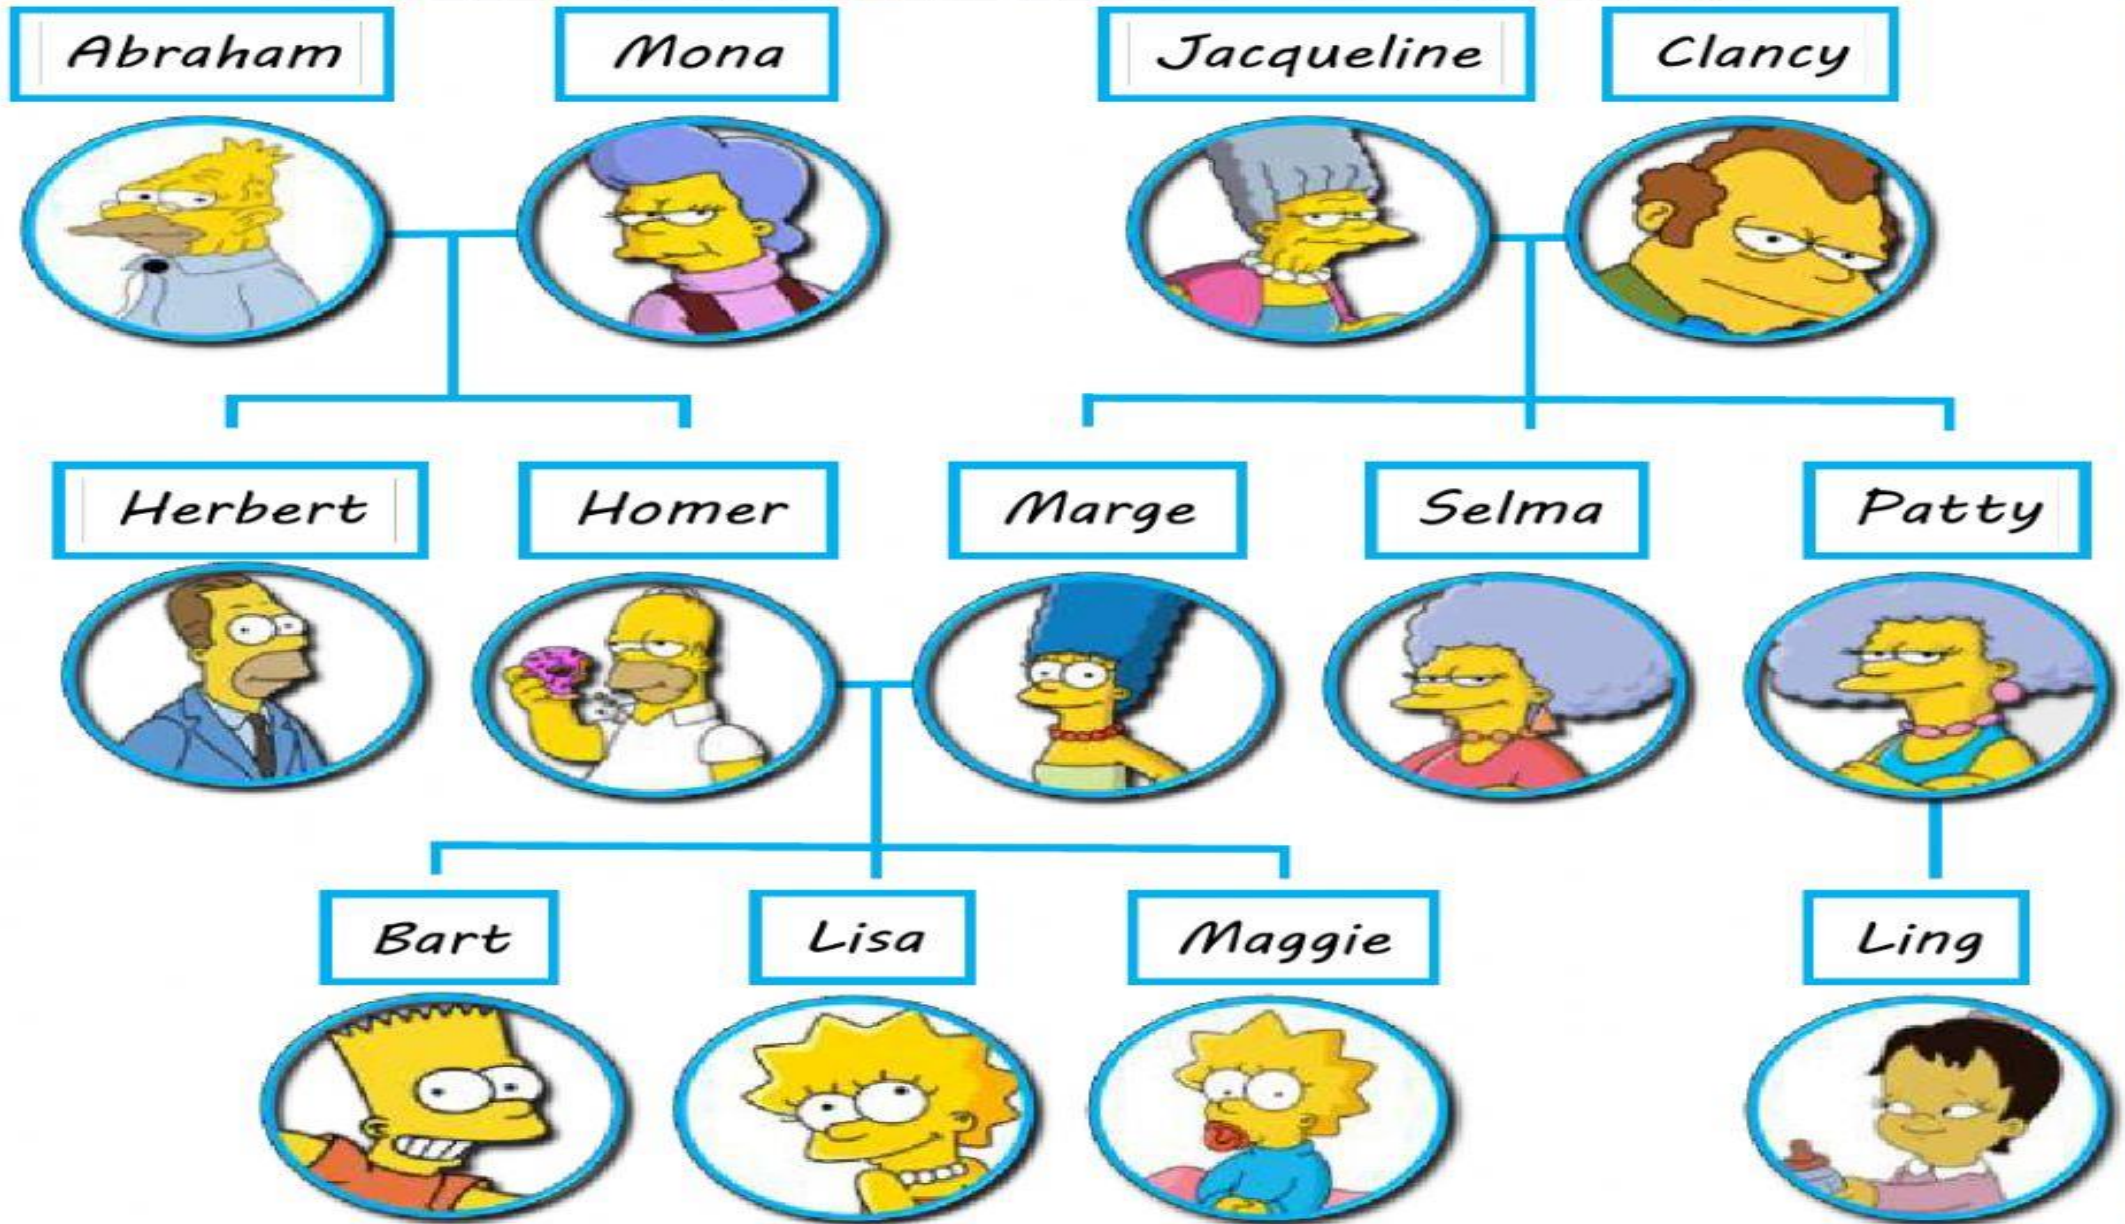 Abraham
Mona
Jacqueline
Clancy
Herbert
Homer
Marge
Selma
Patty
Bart
Lisa
Maggie
Ling